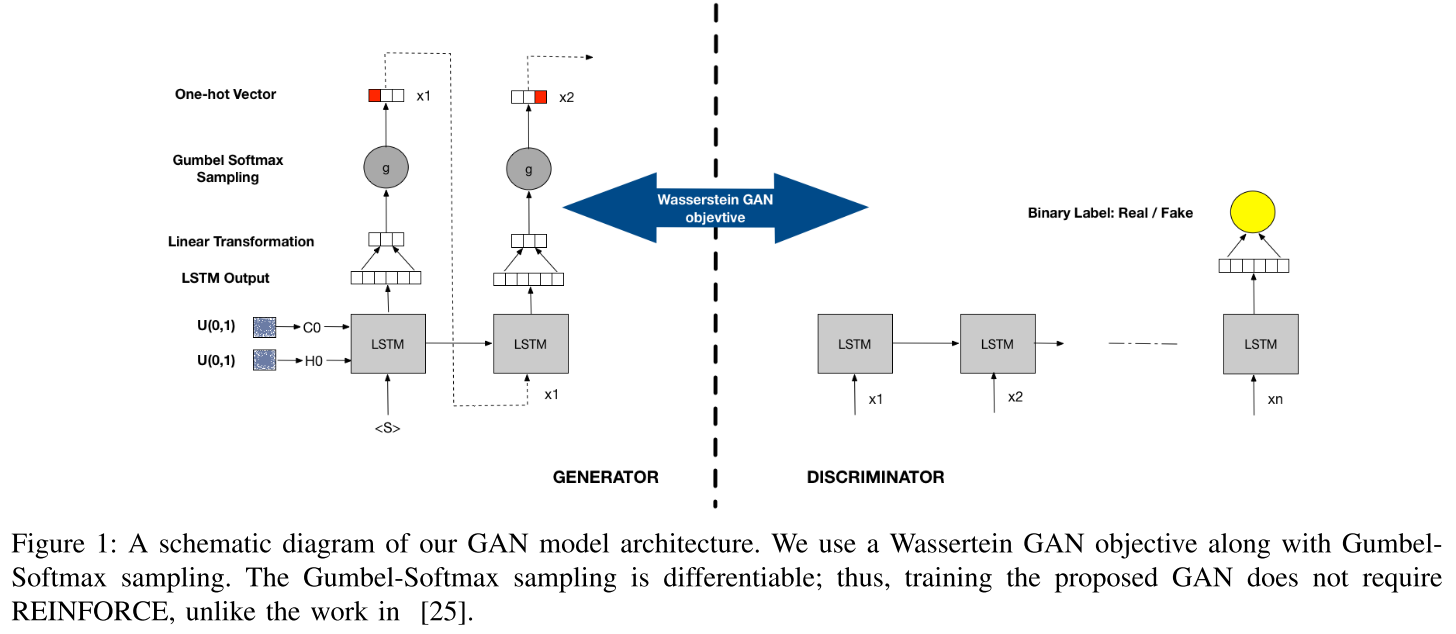 One-hot Vector
x1
x2
Gumbel Softmax
Sampling
g
g
Wasserstein GAN
objevtive
Binary Label: Real / Fake
Linear Transformation
LSTM Output
U(0,1)
C0
U(0,1)
H0
LSTM
LSTM
LSTM
LSTM
LSTM
x1
x1
x2
xn
<S>
GENERATOR
DISCRIMINATOR
Figure 1: A schematic diagram of our GAN model architecture. We use a Wassertein GAN objective along with Gumbel-
Softmax sampling. The Gumbel-Softmax sampling is differentiable; thus, training the proposed GAN does not require
REINFORCE, unlike the work in [25].